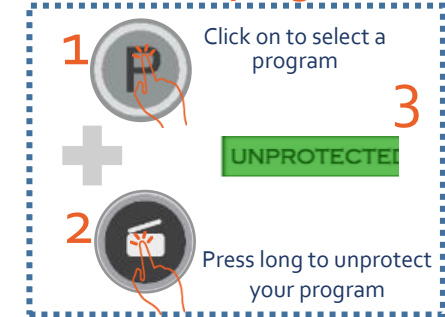 1
P
Click on to select a
program
3
UNPROTECTED
2
Press long to unprotect
your program